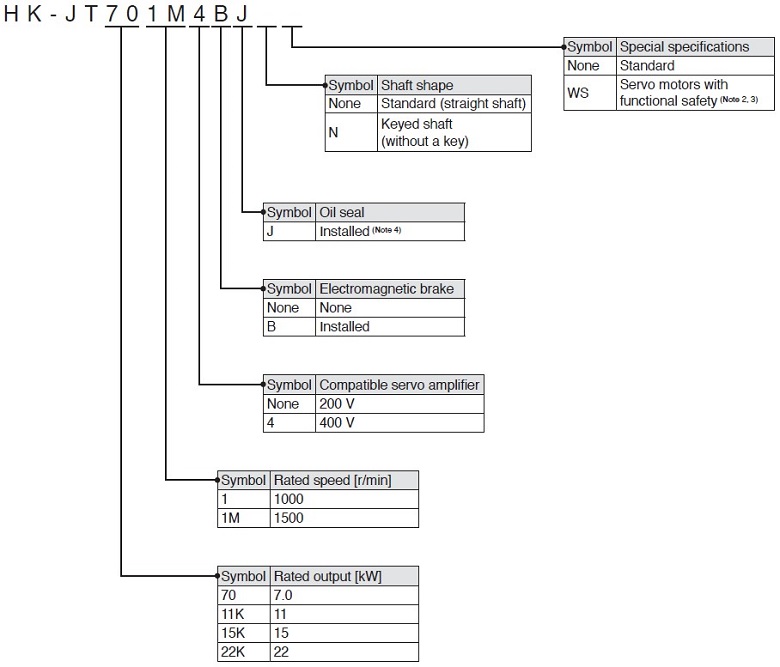 HK-JT701M4BJ_ _
Symbol Special specifications
None Standard
WS Servo motors with
functional safety (Note 2, 3)
Symbol Shaft shape
None Standard (straight shaft)
N Keyed shaft
(without a key)
Symbol Oil seal
J Installed (Note 4)
Symbol Electromagnetic brake
None None
B Installed
Symbol Compatible servo amplifier
None 200 V
4 400 V
Symbol Rated speed [r/min]
1 1000
1M 1500
Symbol Rated output [kW]
70 7.0
11K 11
15K 15
22K 22